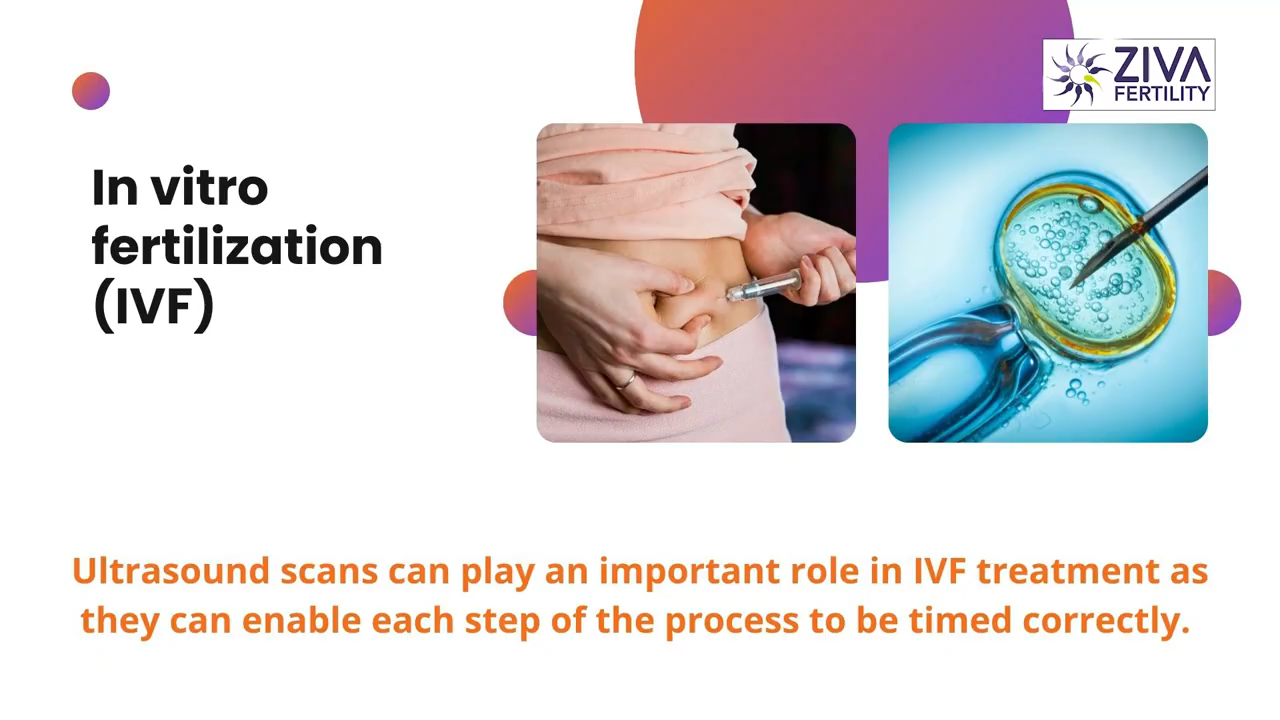 ZIVA
FERTILITY
In vitro
fertilization
(IVF)
Ultrasound scans can play an important role in IVF treatment as
they can enable each step of the process to be timed correctly.